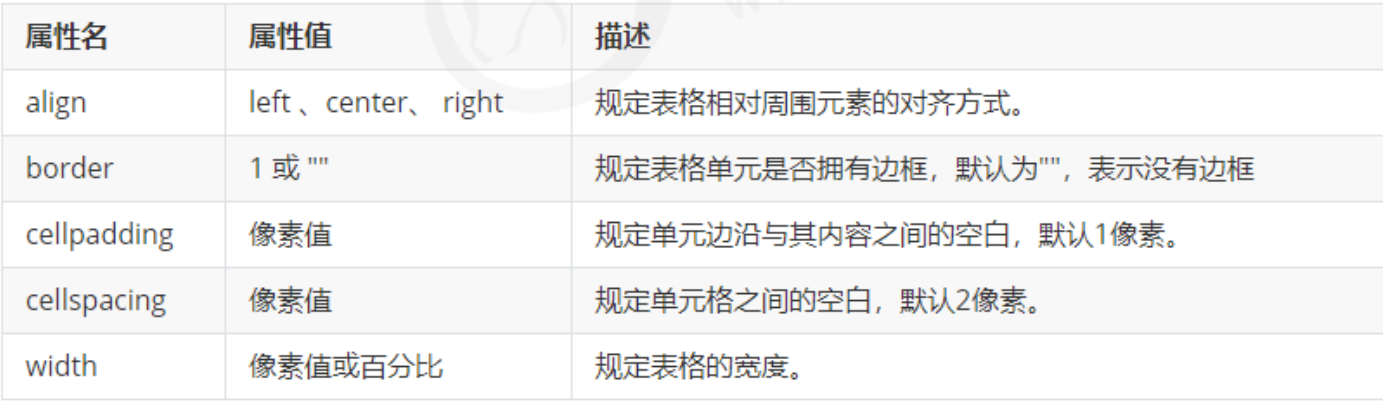 属性名 属性值 描述
align left 、center、 right 规定表格相对周围元素的对齐方式。
border 1 或 "" 规定表格单元是否拥有边框，默认为""，表示没有边框
cellpadding 像素值 规定单元边沿与其内容之间的空白，默认1像素。
cellspacing 像素值 规定单元格之间的空白，默认2像素。
width 像素值或百分比 规定表格的宽度。